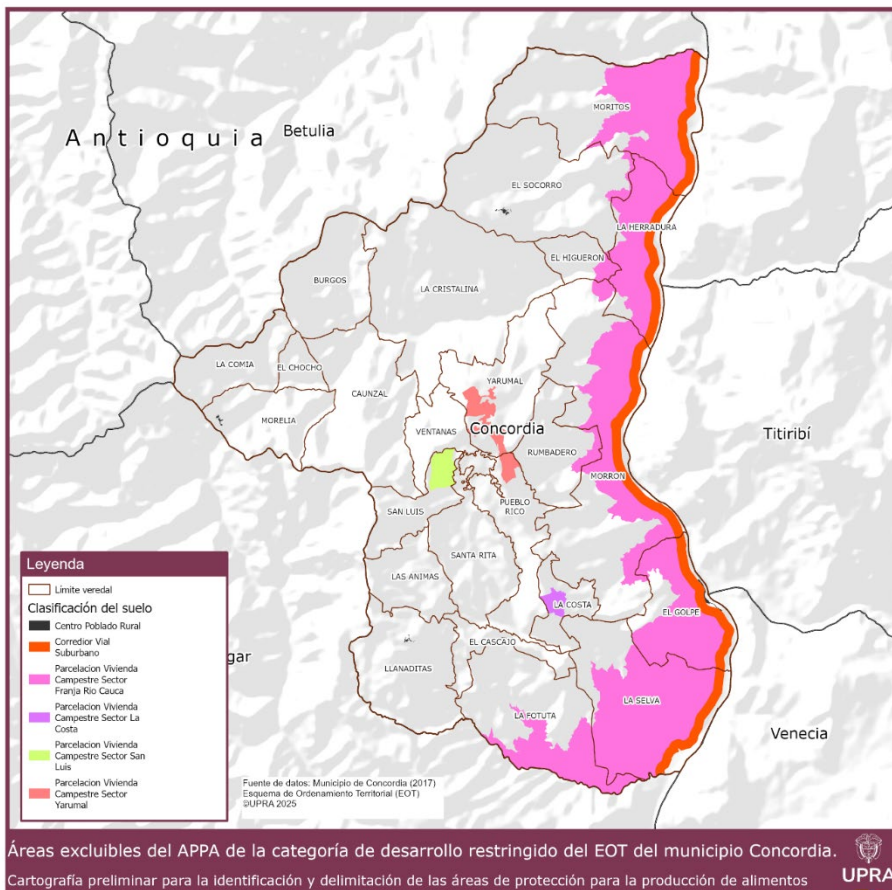 Antioquia
Betulia
MORITOS
EL SOCORRO
LA HERRADURA
EL HIGUERON
BURGOS
LA CRISTALINA
LA COMIA
EL CHOCHO
YARUMAL
CAUNZAL
MORELIA
VENTANAS
Concordia
Titiribí
RUMBADERO
MORRON
PUEBLO
RICO
SAN LUIS
SANTA RITA
LAS ANIMAS
LA COSTA
EL GOLPE
EL CASCAJO
gar
LLANADITAS
LA SELVA
LA FOTUTA
Venecia
Leyenda
Límite veredal
Clasificación del suelo
Centro Poblado Rural
Corredor Vial
Suburbano
Parcelacion Vivienda
Campestre Sector
Franja Rio Cauca
Parcelacion Vivienda
Campestre Sector La
Costa
Parcelacion Vivienda
Campestre Sector San
Luis
Parcelacion Vivienda
Campestre Sector
Yarumal
Fuente de datos: Municipio de Concordia (2017)
Esquema de Ordenamiento Territorial (EOT)
©UPRA 2025
Áreas excluibles del APPA de la categoría de desarrollo restringido del EOT del municipio Concordia.
Cartografía preliminar para la identificación y delimitación de las áreas de protección para la producción de alimentos
UPRA